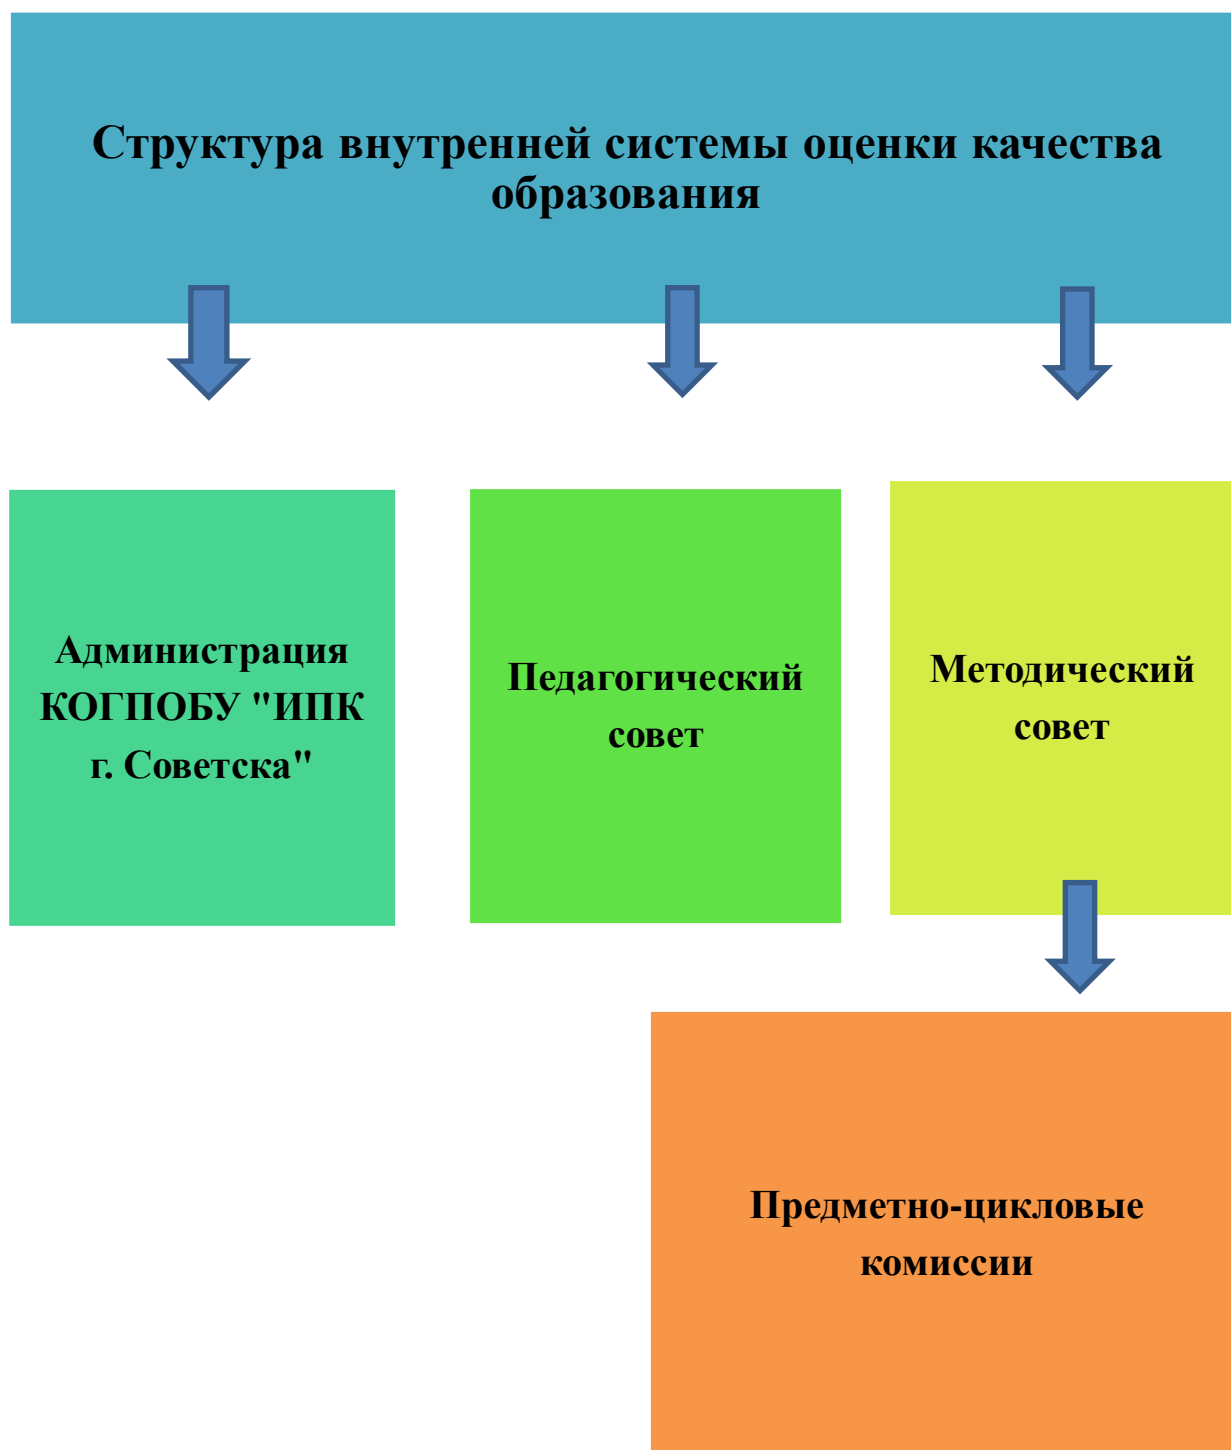 Структура внутренней системы оценки качества
образования
Администрация
КОГПОБУ "ИПК
г. Советска"
Педагогический
совет
Методический
совет
Предметно-цикловые
комиссии